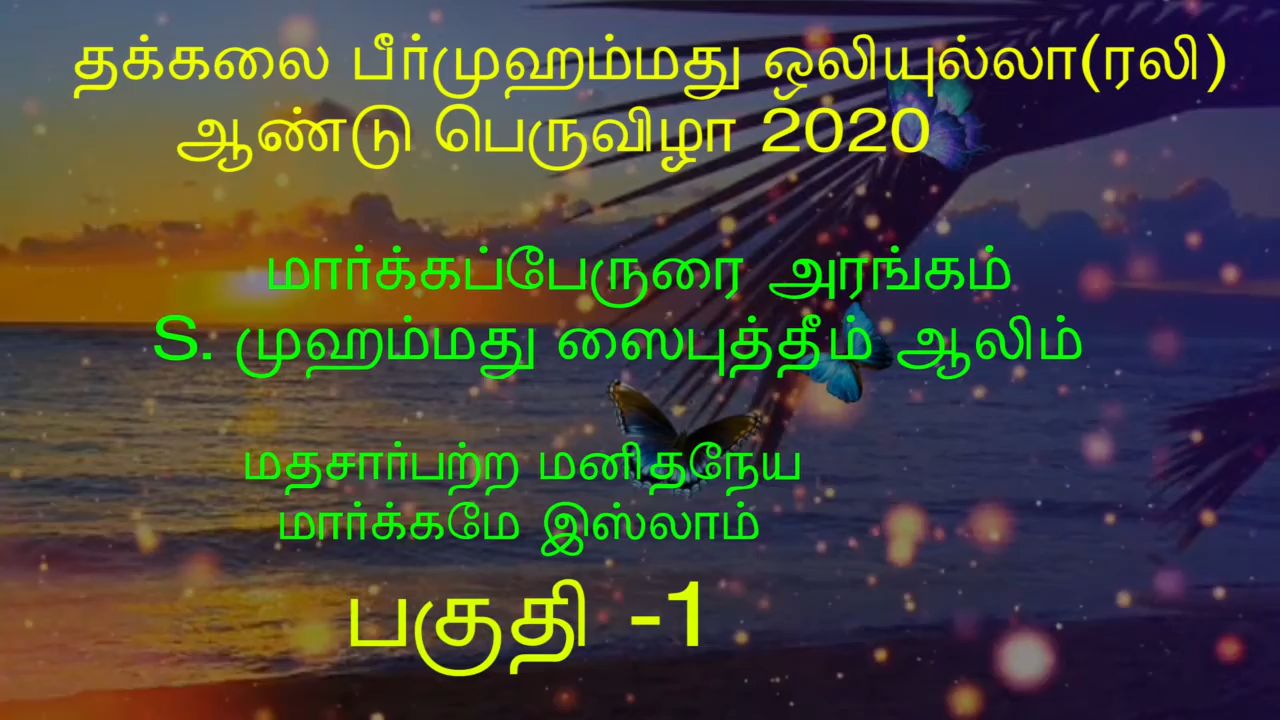 தக்கலை பீர்முஹம்மது ஒலியுல்லா(ரலி)
ஆண்டு பெருவிழா 2020
மார்க்கப்பேருரை அரங்கம்
S. முஹம்மது ஸைபுத்தீம் ஆலிம்
மதசார்பற்ற மனிதநேய
மார்க்கமே இஸ்லாம்
பகுதி -1